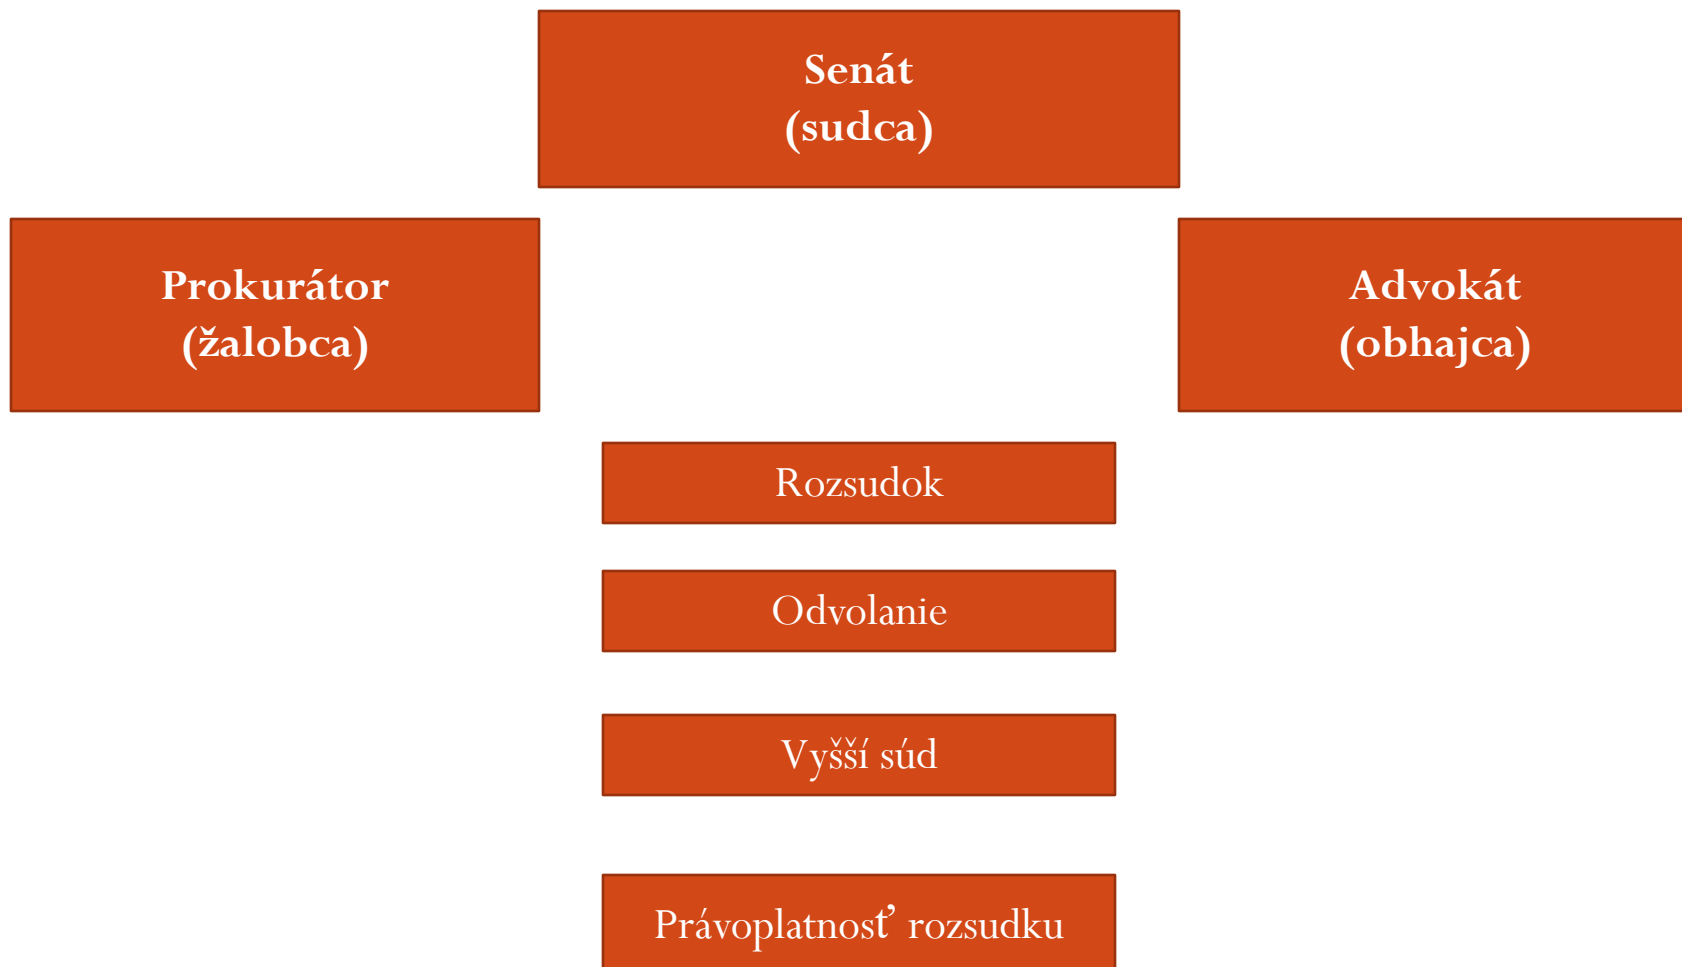 Senát
(sudca)
Prokurátor
(žalobca)
Advokát
(obhajca)
Rozsudok
Odvolanie
Vyšší súd
Právoplatnosť rozsudku